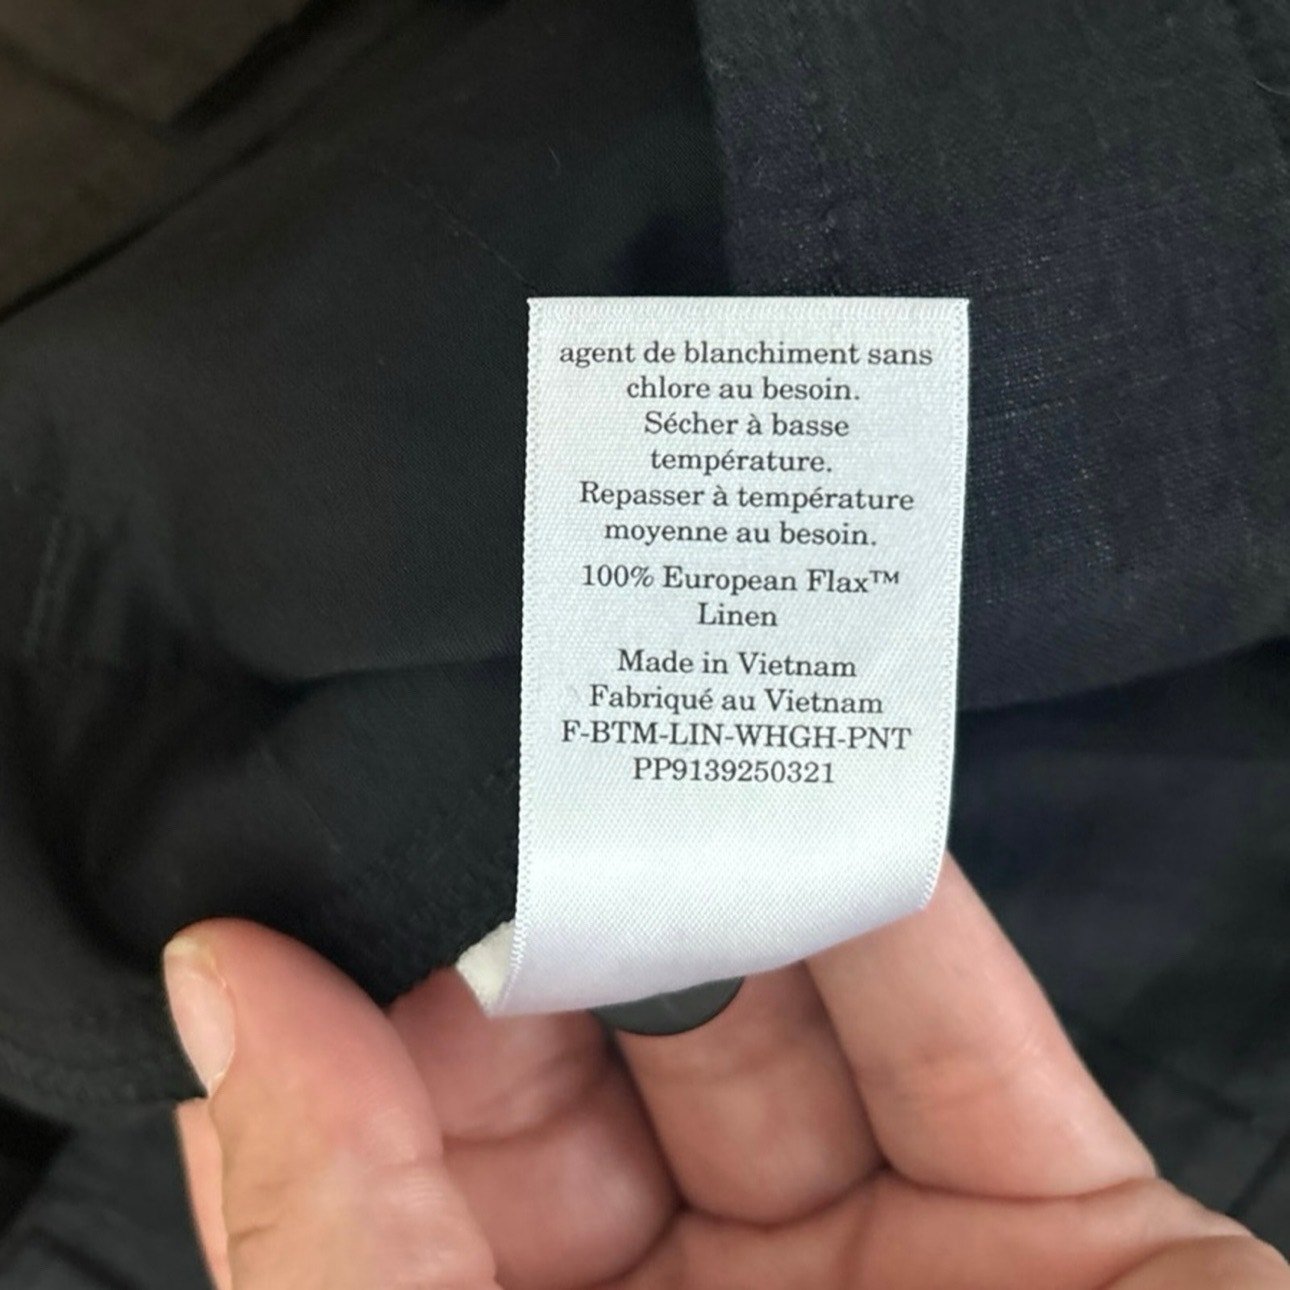 agent de blanchiment sans
chlore au besoin.
Sécher à basse
température.
Repasser à température
moyenne au besoin.
100% European Flax™
Linen
Made in Vietnam
Fabriqué au Vietnam
F-BTM-LIN-WHGH-PNT
PP9139250321